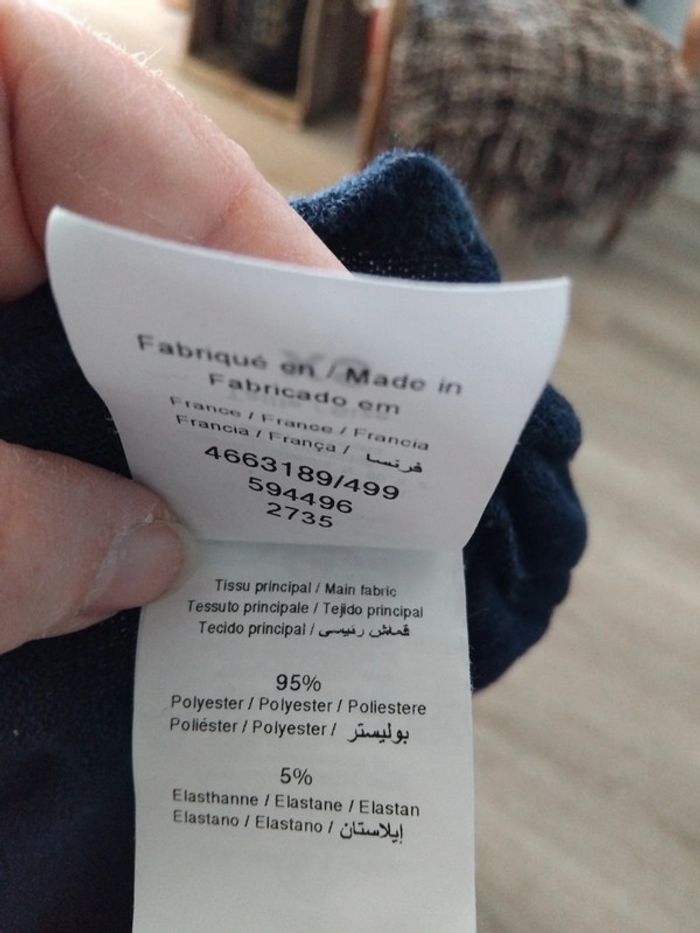 Fabriqué en / Made in
Fabricado em
France / France / Francia
Francia / França / فرنسا
4663189/499
594496
2735
Tissu principal / Main fabric
Tessuto principale / Tejido principal
Tecido principal / قماش رئيسي
95%
Polyester / Polyester / Poliestere
Poliéster / Polyester / بوليستر
5%
Elasthanne / Elastane / Elastan
Elastano / Elastano / إيلاستان